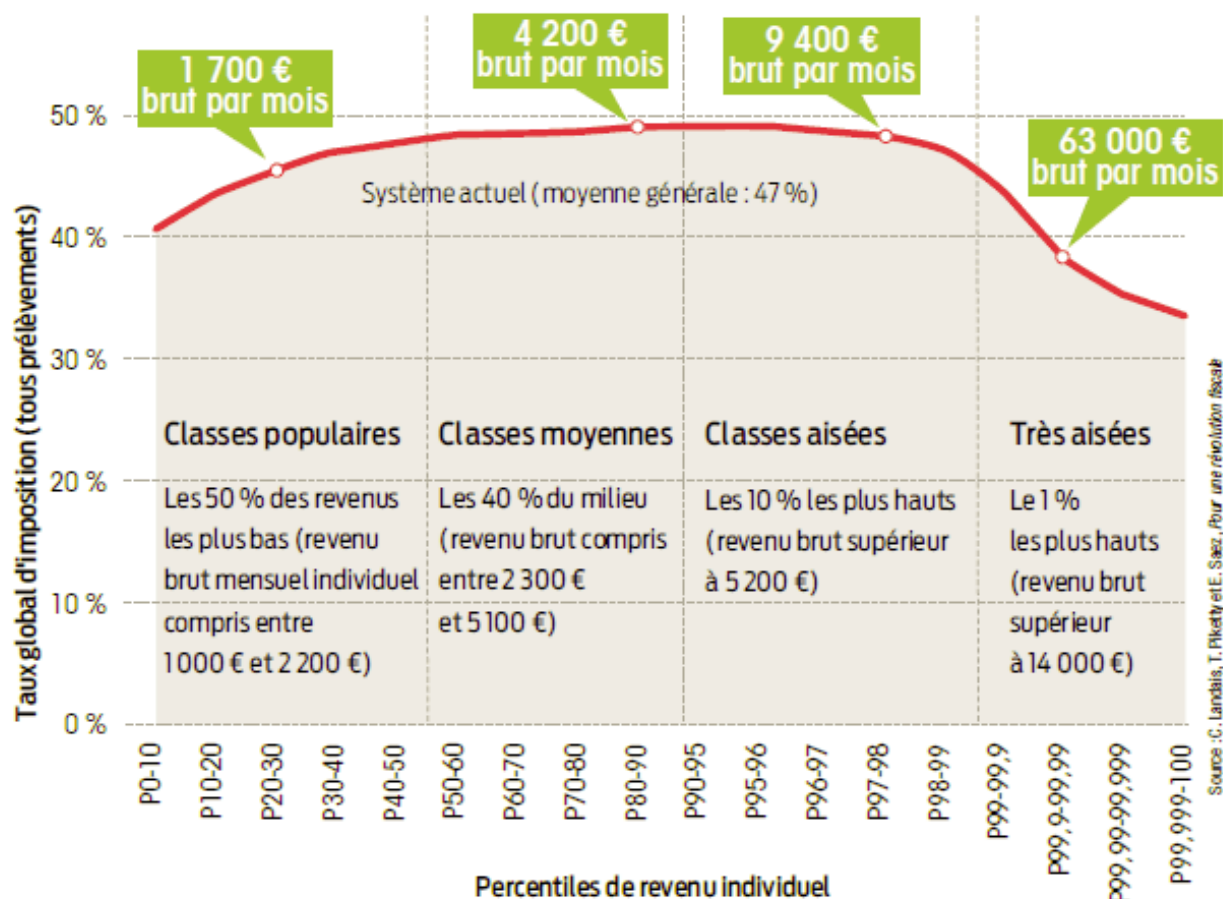 1 700 €
brut par mois
4 200 €
brut par mois
9 400 €
brut par mois
63 000 €
brut par mois
Taux global d'imposition (tous prélèvements)
50 %
40 %
30 %
20 %
10 %
0 %
Système actuel (moyenne générale : 47 %)
Classes populaires
Les 50 % des revenus
les plus bas (revenu
brut mensuel individuel
compris entre
1 000 € et 2 200 €)
Classes moyennes
Les 40 % du milieu
(revenu brut compris
entre 2 300 €
et 5 100 €)
Classes aisées
Les 10 % les plus hauts
(revenu brut supérieur
à 5 200 €)
Très aisées
Le 1 %
les plus hauts
(revenu brut
supérieur
à 14 000 €)
P0-10
P10-20
P20-30
P30-40
P40-50
P50-60
P60-70
P70-80
P80-90
P90-95
P95-96
P96-97
P97-98
P98-99
P99-99,9
P99,9-99,99
P99,99-99,999
P99,999-100
Percentiles de revenu individuel
Source : C. Landais, T. Piketty et E. Saez, Pour une révolution fiscale